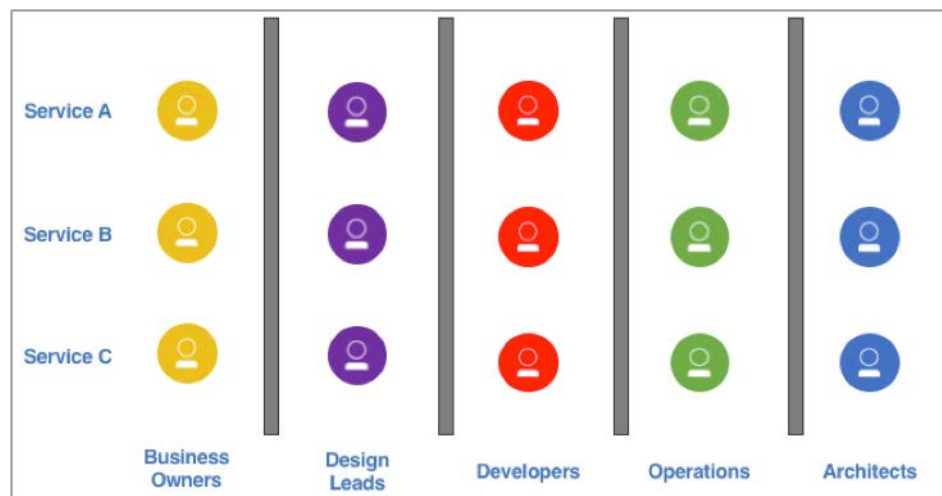 Service A
Service B
Service C
Business
Owners
Design
Leads
Developers
Operations
Architects